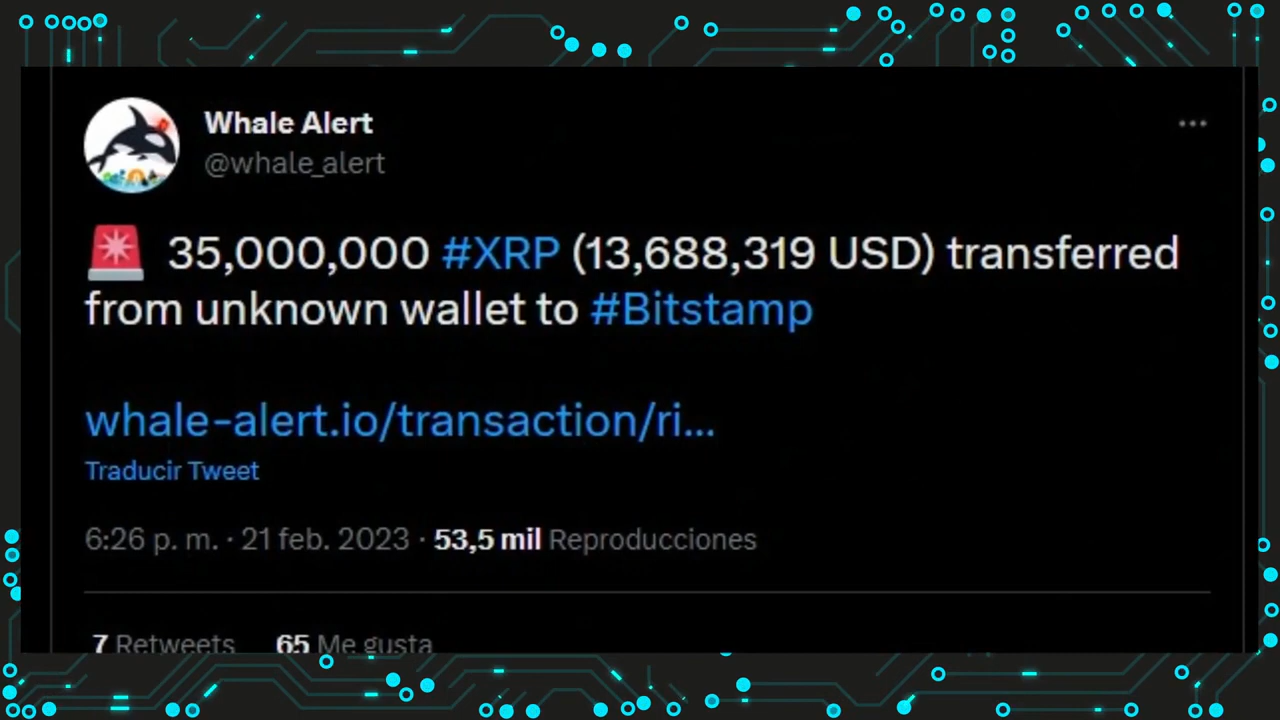 Whale Alert
@whale_alert
🚨 35,000,000 #XRP (13,688,319 USD) transferred
from unknown wallet to #Bitstamp
whale-alert.io/transaction/ri...
Traducir Tweet
6:26 p. m. · 21 feb. 2023 · 53,5 mil Reproducciones
7 Retweets 65 Me gusta